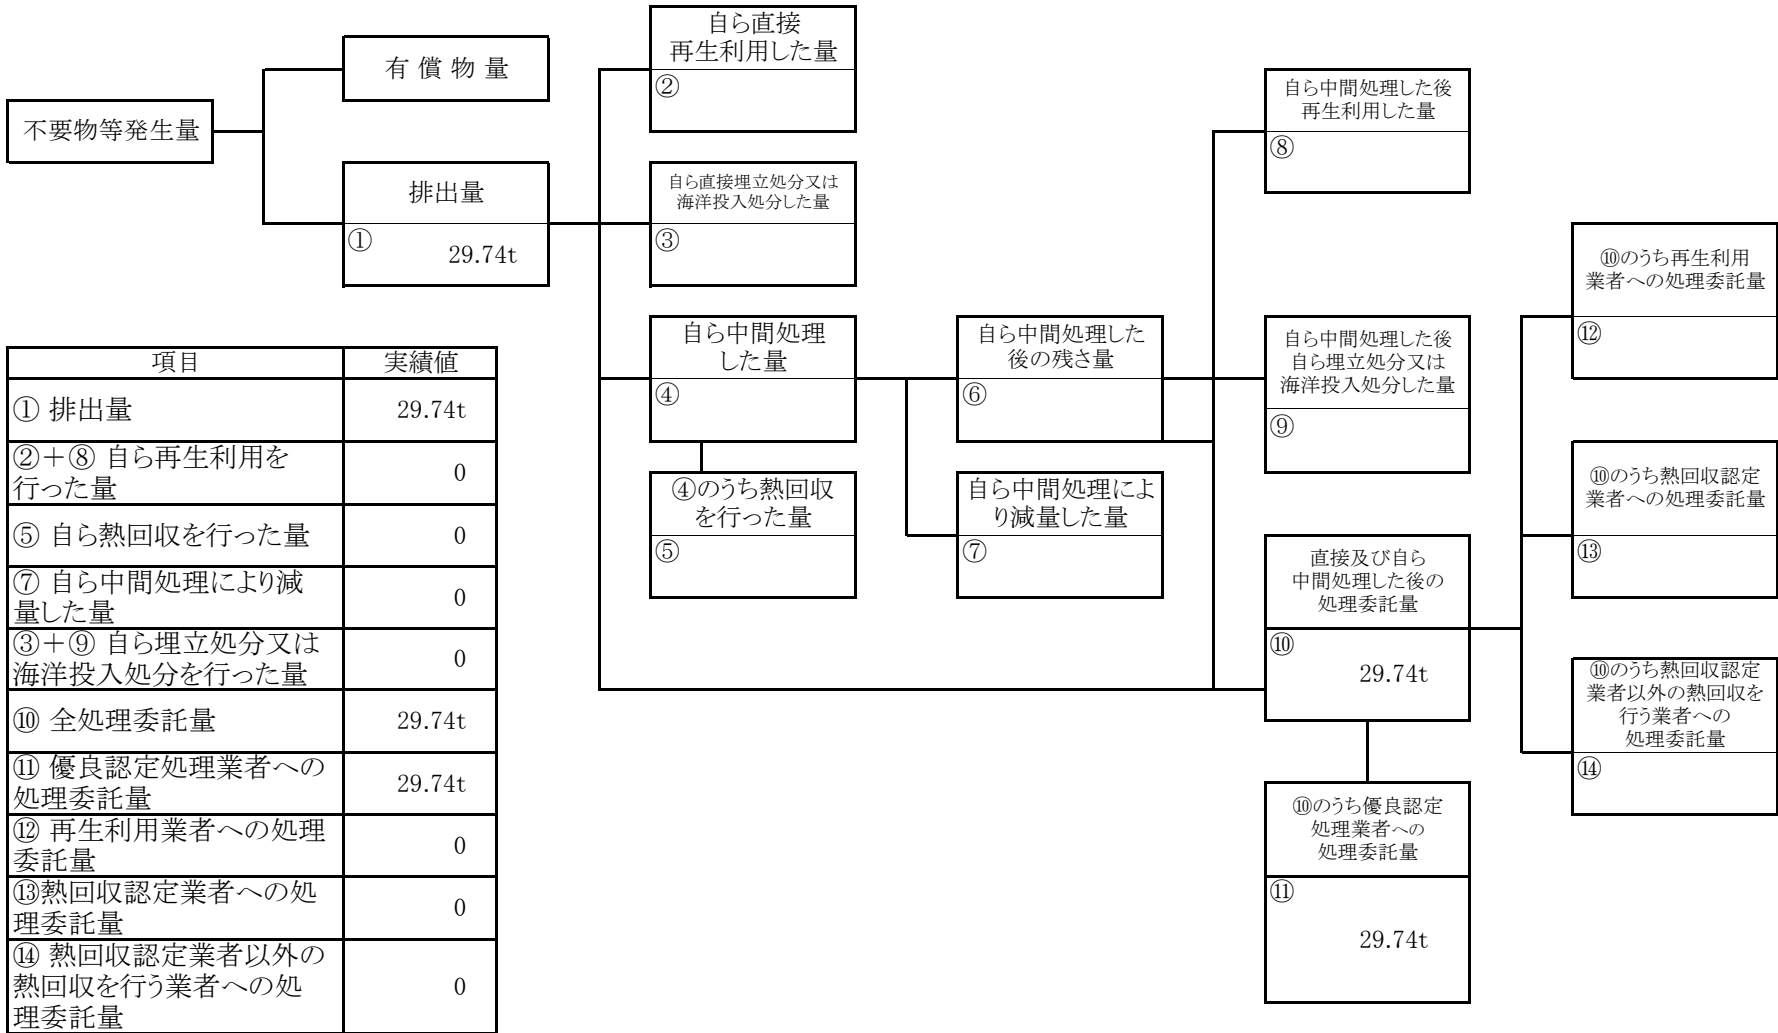 不要物等発生量
有償物量
排出量
①
29.74t
自ら直接
再生利用した量
②
自ら直接埋立処分又は
海洋投入処分した量
③
自ら中間処理
した量
④
④のうち熱回収
を行った量
⑤
自ら中間処理した
後の残さ量
⑥
自ら中間処理によ
り減量した量
⑦
自ら中間処理した後
再生利用した量
⑧
自ら中間処理した後
自ら埋立処分又は
海洋投入処分した量
⑨
直接及び自ら
中間処理した後の
処理委託量
⑩
29.74t
⑩のうち優良認定
処理業者への
処理委託量
⑪
29.74t
⑩のうち再生利用
業者への処理委託量
⑫
⑩のうち熱回収認定
業者への処理委託量
⑬
⑩のうち熱回収認定
業者以外の熱回収を
行う業者への
処理委託量
⑭
項目 実績値
① 排出量 29.74t
②＋⑧ 自ら再生利用を
行った量 0
⑤ 自ら熱回収を行った量 0
⑦ 自ら中間処理により減
量した量 0
③＋⑨ 自ら埋立処分又は
海洋投入処分を行った量 0
⑩ 全処理委託量 29.74t
⑪ 優良認定処理業者への
処理委託量 29.74t
⑫ 再生利用業者への処理
委託量 0
⑬熱回収認定業者への処
理委託量 0
⑭ 熱回収認定業者以外の
熱回収を行う業者への処 0
理委託量